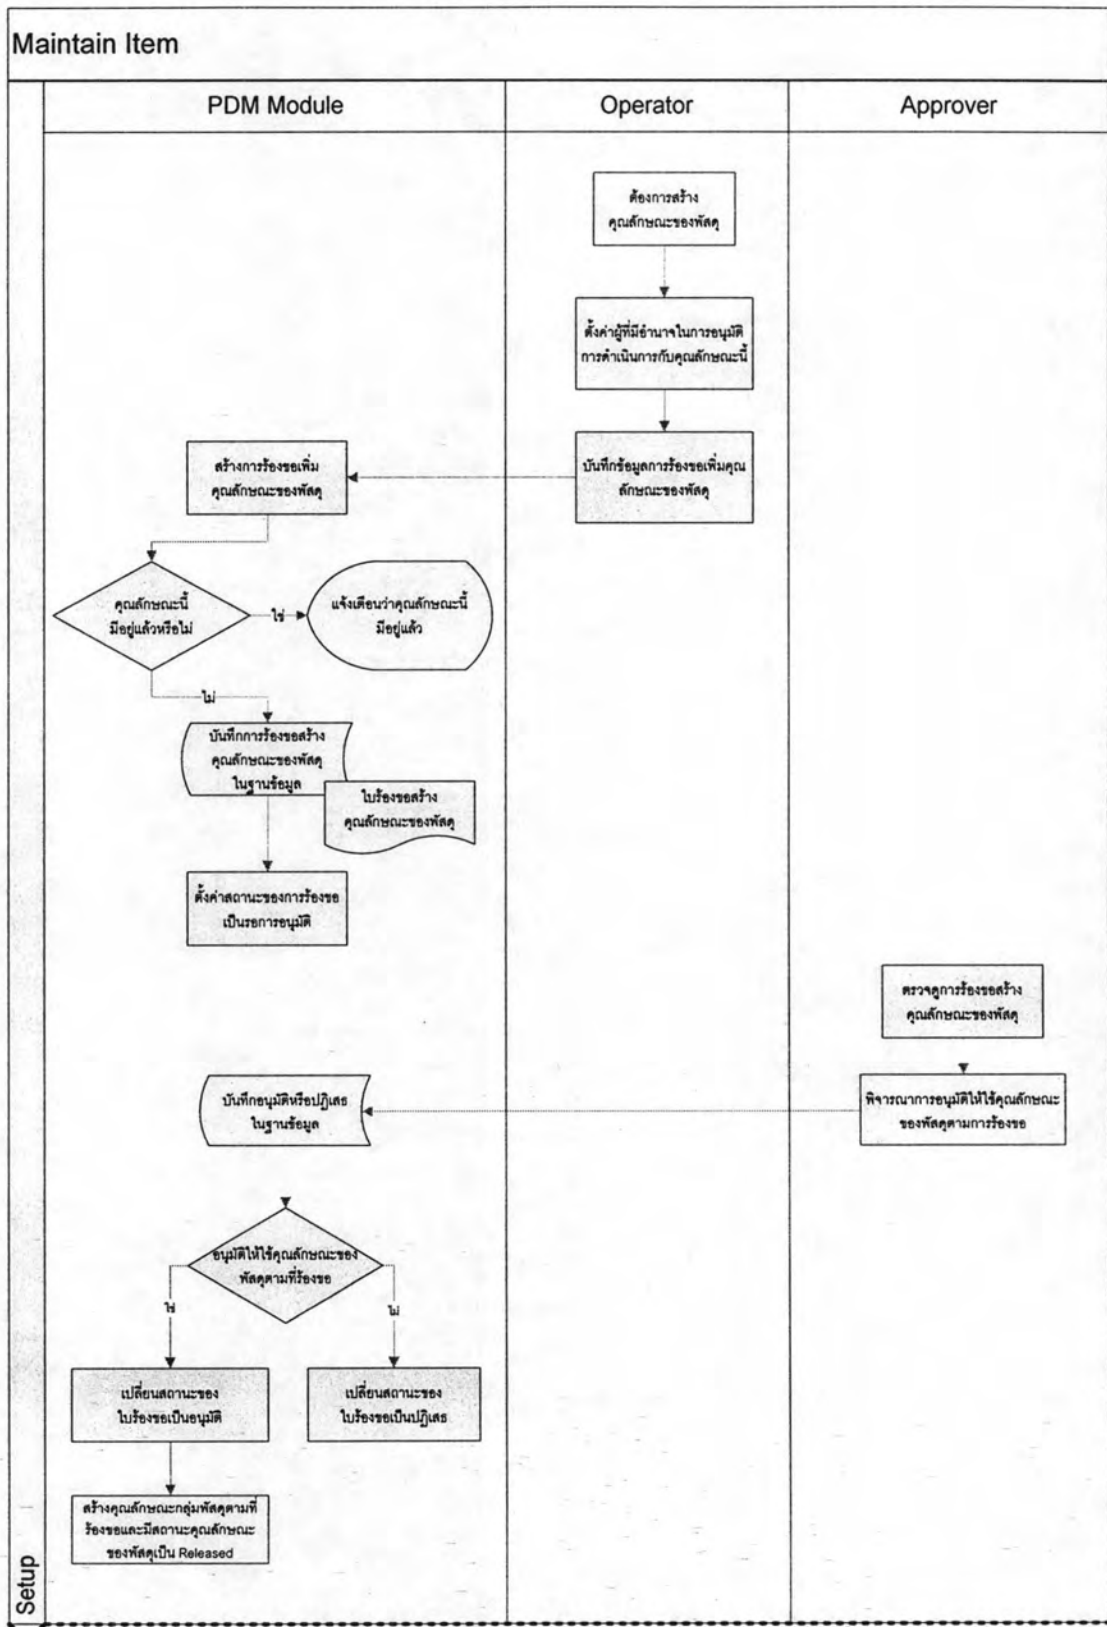 Maintain Item
PDM Module
Operator
Approver
ต้องการสร้าง
คุณลักษณะของพัสดุ
ตั้งค่าผู้ที่มีอำนาจในการอนุมัติ
การดำเนินการกับคุณลักษณะนี้
บันทึกข้อมูลการร้องขอเพิ่มคุณ
ลักษณะของพัสดุ
สร้างการร้องขอเพิ่ม
คุณลักษณะของพัสดุ
คุณลักษณะนี้
มีอยู่แล้วหรือไม่
ใช่
แจ้งเตือนว่าคุณลักษณะนี้
มีอยู่แล้ว
ไม่
บันทึกการร้องขอสร้าง
คุณลักษณะของพัสดุ
ในฐานข้อมูล
ใบร้องขอสร้าง
คุณลักษณะของพัสดุ
ตั้งค่าสถานะของการร้องขอ
เป็นรอการอนุมัติ
ตรวจดูการร้องขอสร้าง
คุณลักษณะของพัสดุ
พิจารณาการอนุมัติให้ใช้คุณลักษณะ
ของพัสดุตามการร้องขอ
บันทึกอนุมัติหรือปฏิเสธ
ในฐานข้อมูล
อนุมัติให้ใช้คุณลักษณะของ
พัสดุตามที่ร้องขอ
ใช่
ไม่
เปลี่ยนสถานะของ
ใบร้องขอเป็นอนุมัติ
เปลี่ยนสถานะของ
ใบร้องขอเป็นปฏิเสธ
สร้างคุณลักษณะกลุ่มพัสดุตามที่
ร้องขอและมีสถานะคุณลักษณะ
ของพัสดุเป็น Released
Setup